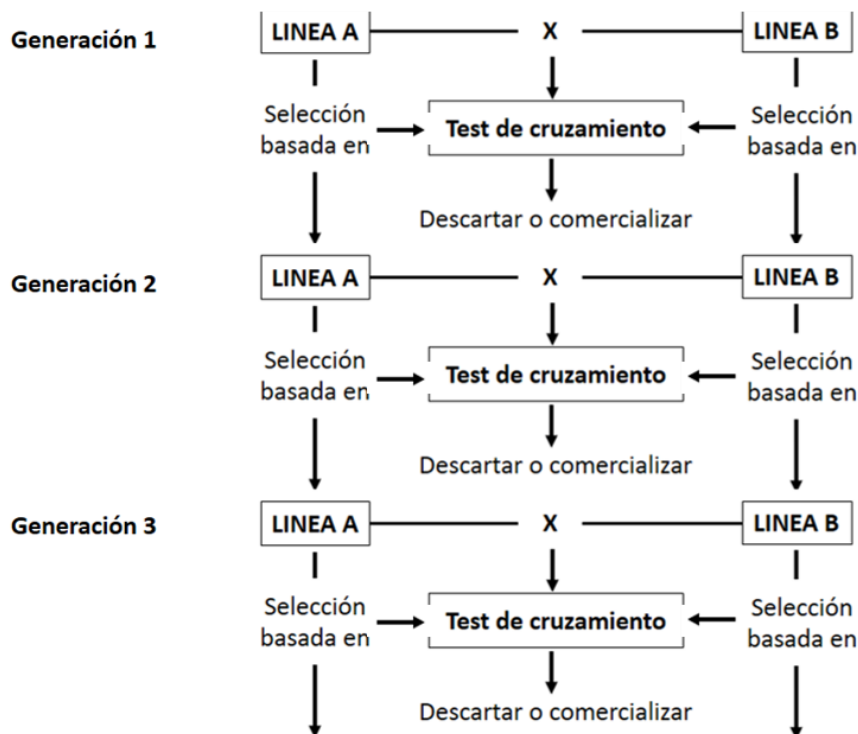 Generación 1
LINEA A X LINEA B
Selección basada en
Test de cruzamiento
Selección basada en
Descartar o comercializar
Generación 2
LINEA A X LINEA B
Selección basada en
Test de cruzamiento
Selección basada en
Descartar o comercializar
Generación 3
LINEA A X LINEA B
Selección basada en
Test de cruzamiento
Selección basada en
Descartar o comercializar